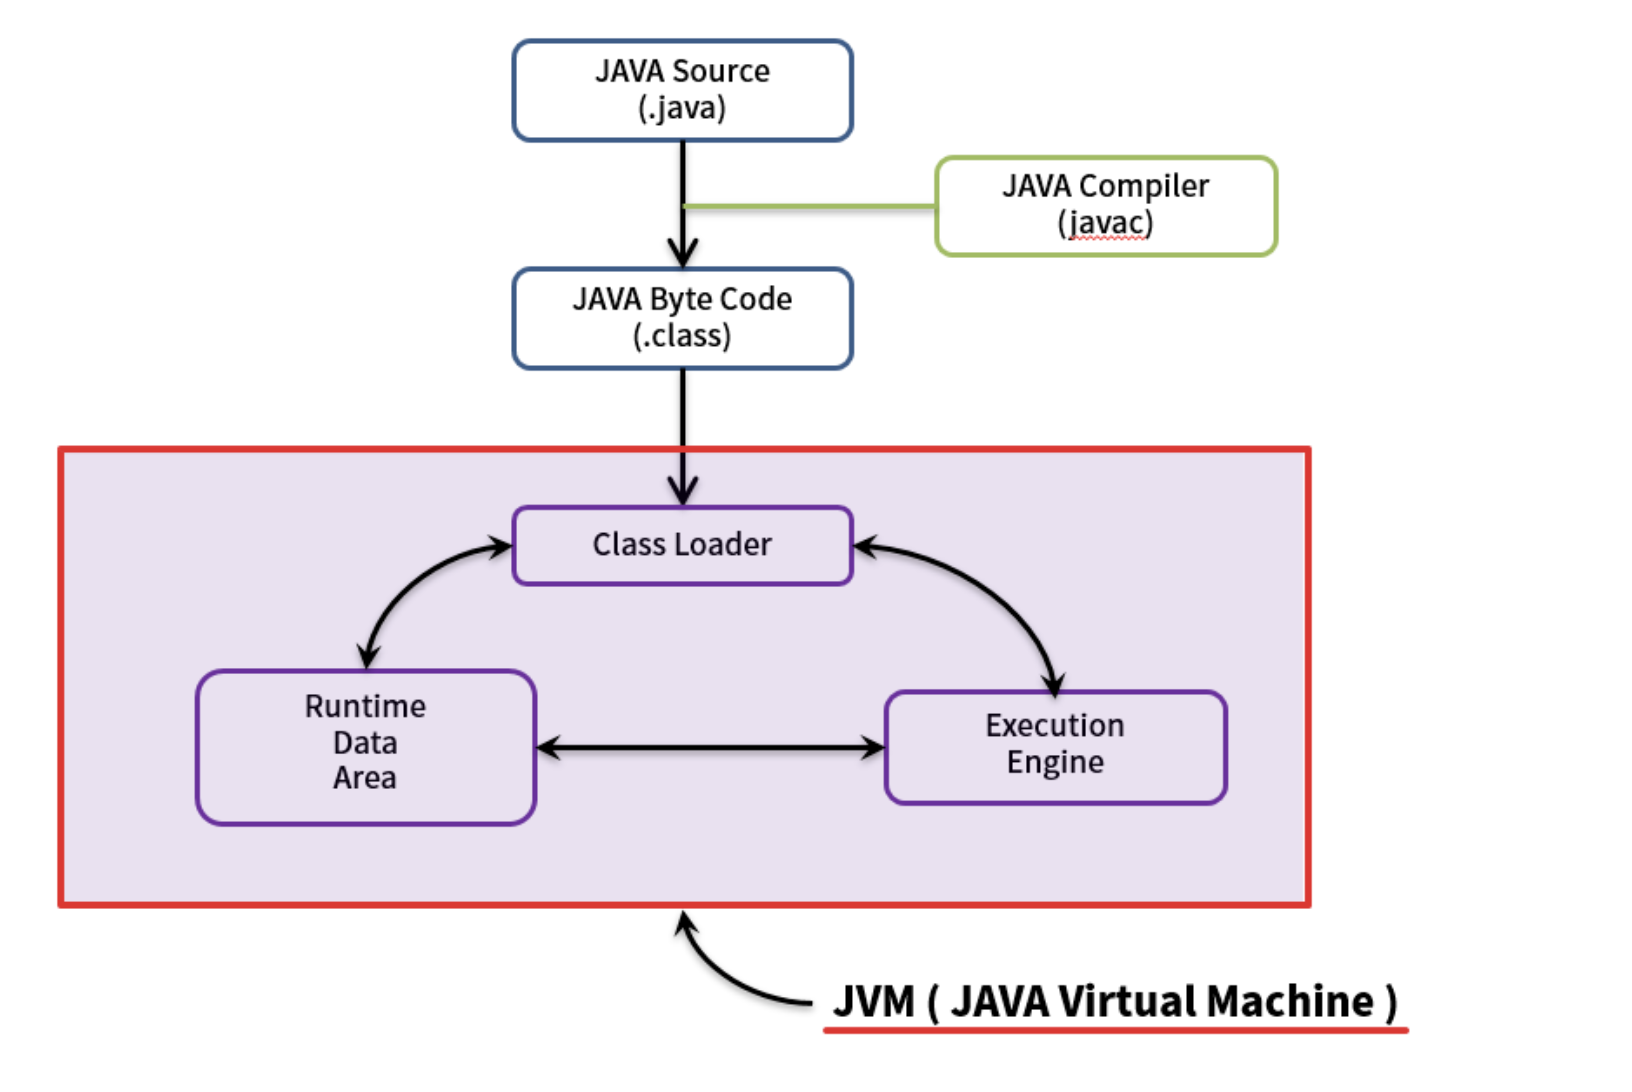 JAVA Source
(.java)
JAVA Compiler
(javac)
JAVA Byte Code
(.class)
Class Loader
Runtime
Data
Area
Execution
Engine
JVM ( JAVA Virtual Machine )